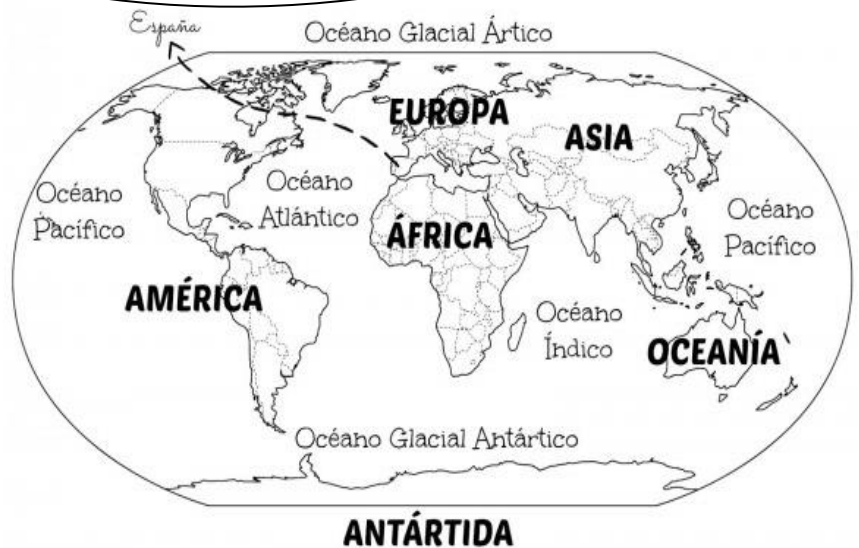 España
Océano Glacial Ártico
EUROPA
ASIA
Océano
Pacífico
Océano
Atlántico
Océano
Pacífico
ÁFRICA
AMÉRICA
Océano
Índico
OCEANÍA
Océano Glacial Antártico
ANTÁRTIDA